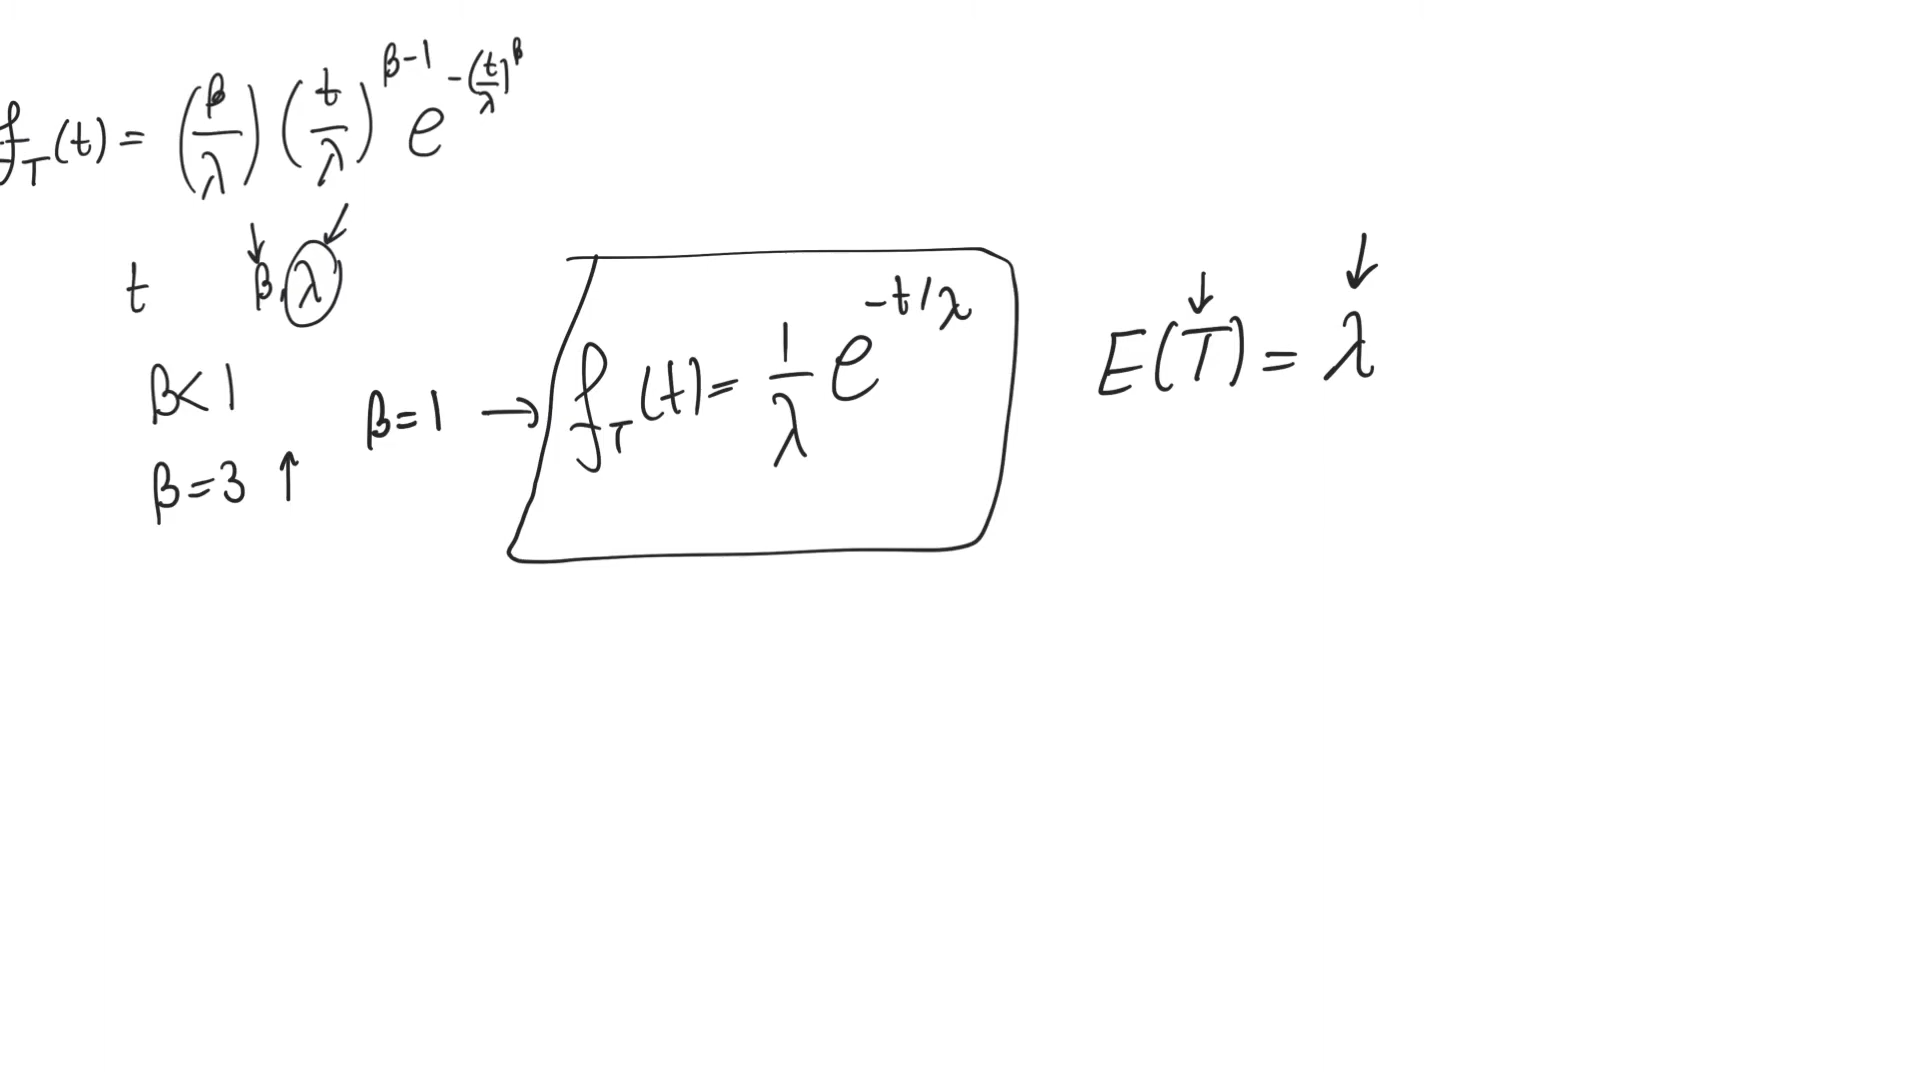 f_T(t) = (β/λ) (t/λ)^(β-1) e^(-(t/λ)^β)
t β, λ
β < 1
β = 1 → f_T(t) = 1/λ e^(-t/λ)
E(T) = λ
β = 3 ↑